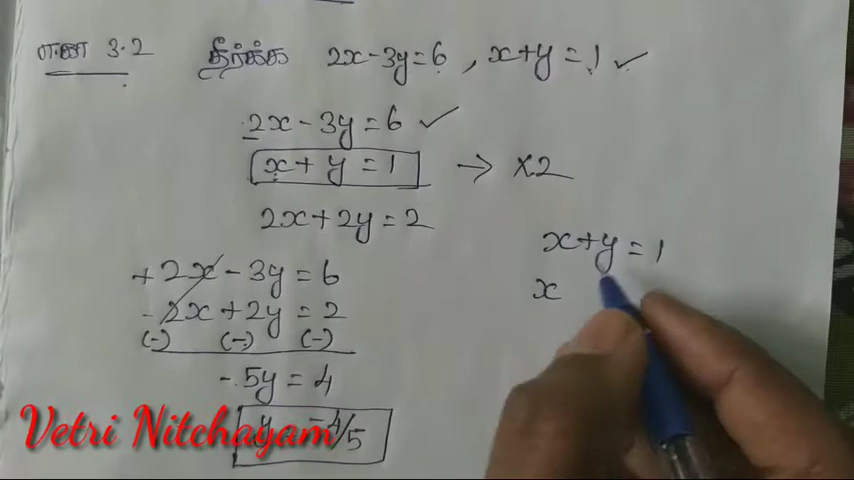 எ.கா 3.2 தீர்க்க 2x-3y=6, x+y=1 ✓
2x-3y=6 ✓
x+y=1 → ×2
2x+2y=2
+2x-3y=6
-2x+2y=2
(-) (-) (-)
-5y=4
-4/5
x+y=1
x
Vetri Nitchayam